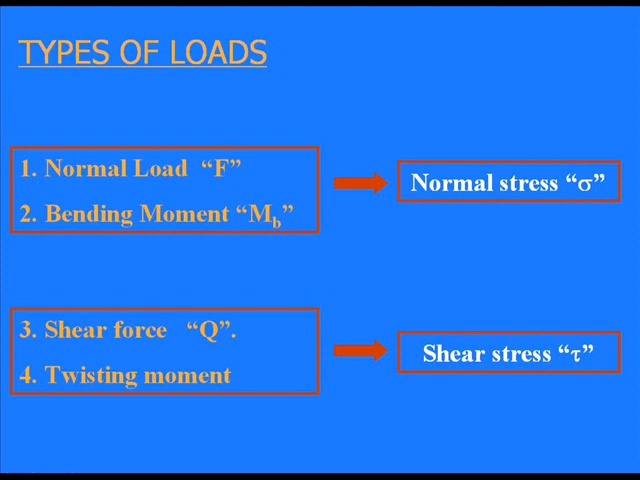 TYPES OF LOADS
1. Normal Load “F”
2. Bending Moment “Mb”
Normal stress “σ”
3. Shear force “Q”.
4. Twisting moment
Shear stress “τ”